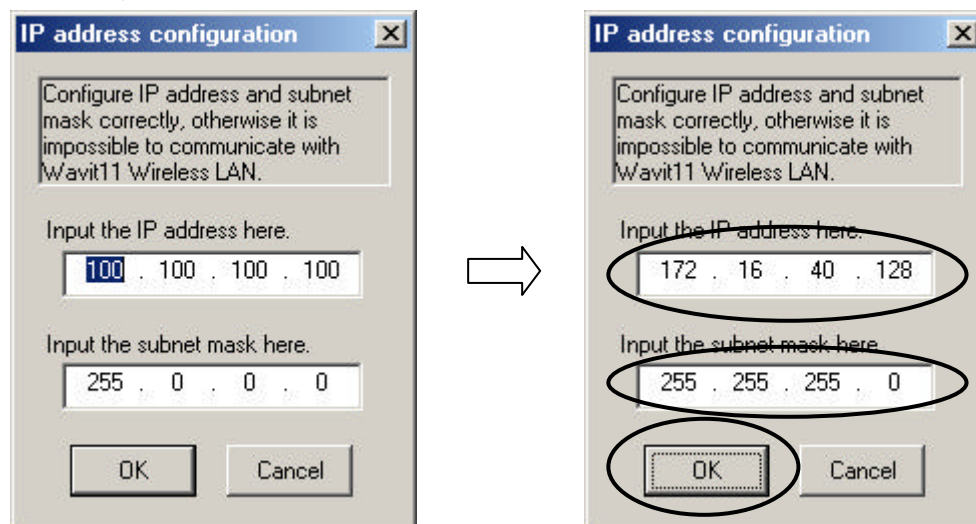 IP address configuration
Configure IP address and subnet
mask correctly, otherwise it is
impossible to communicate with
Wavit11 Wireless LAN.
Input the IP address here.
100 . 100 . 100 . 100
Input the subnet mask here.
255 . 0 . 0 . 0
OK Cancel
IP address configuration
Configure IP address and subnet
mask correctly, otherwise it is
impossible to communicate with
Wavit11 Wireless LAN.
Input the IP address here.
172 . 16 . 40 . 128
Input the subnet mask here.
255 . 255 . 255 . 0
OK Cancel